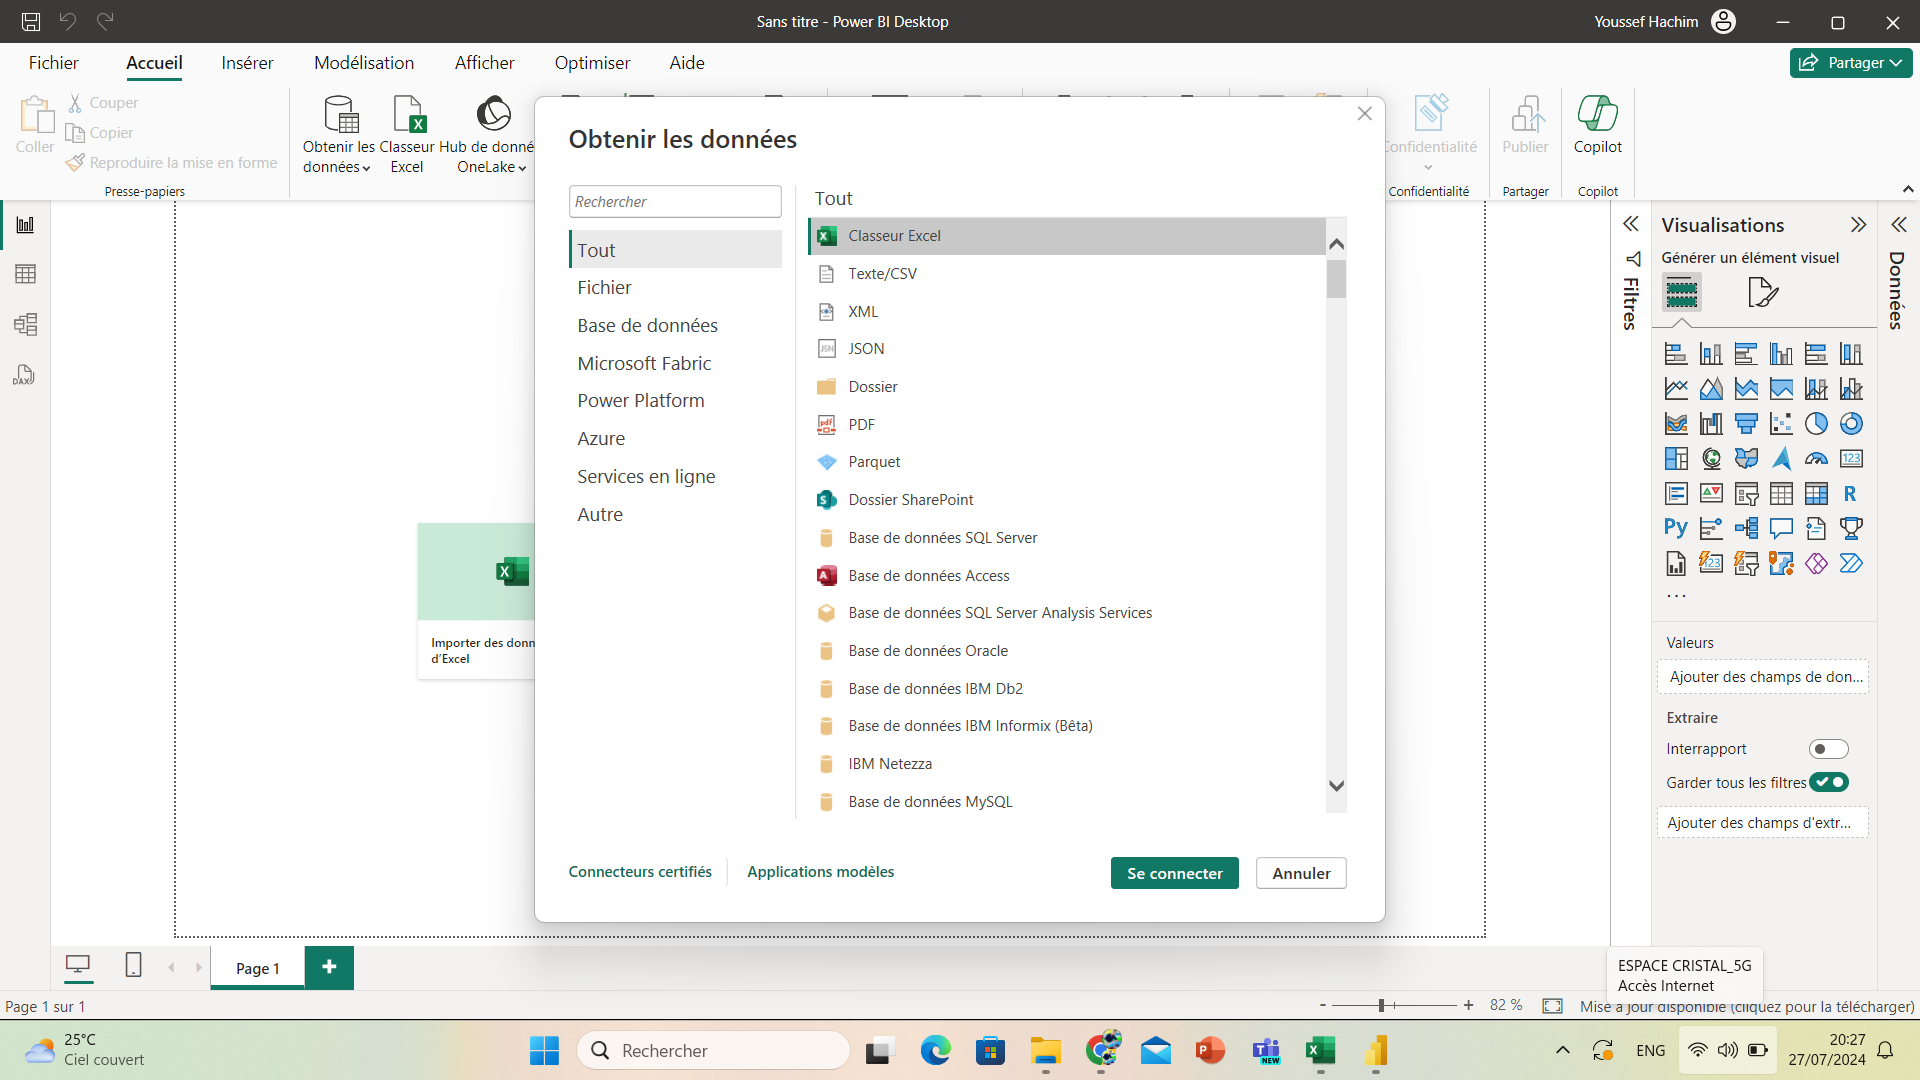 Sans titre - Power BI Desktop
Youssef Hachim
Fichier
Accueil
Insérer
Modélisation
Afficher
Optimiser
Aide
Partager
Coller
Couper
Copier
Reproduire la mise en forme
Presse-papiers
Obtenir les
données
Classeur
Excel
Hub de donné
OneLake
Confidentialité
Confidentialité
Publier
Partager
Copilot
Copilot
Obtenir les données
Rechercher
Tout
Fichier
Base de données
Microsoft Fabric
Power Platform
Azure
Services en ligne
Autre
Tout
Classeur Excel
Texte/CSV
XML
JSON
Dossier
PDF
Parquet
Dossier SharePoint
Base de données SQL Server
Base de données Access
Base de données SQL Server Analysis Services
Base de données Oracle
Base de données IBM Db2
Base de données IBM Informix (Bêta)
IBM Netezza
Base de données MySQL
Connecteurs certifiés
Applications modèles
Se connecter
Annuler
Importer des donn
d'Excel
Filtres
Visualisations
Générer un élément visuel
Données
Valeurs
Ajouter des champs de don...
Extraire
Interrapport
Garder tous les filtres
Ajouter des champs d'extr...
Page 1
Page 1 sur 1
- + 82 %
ESPACE CRISTAL_5G
Accès Internet
Mise à jour disponible (cliquez pour la télécharger)
25°C
Ciel couvert
Rechercher
NEW
ENG
20:27
27/07/2024